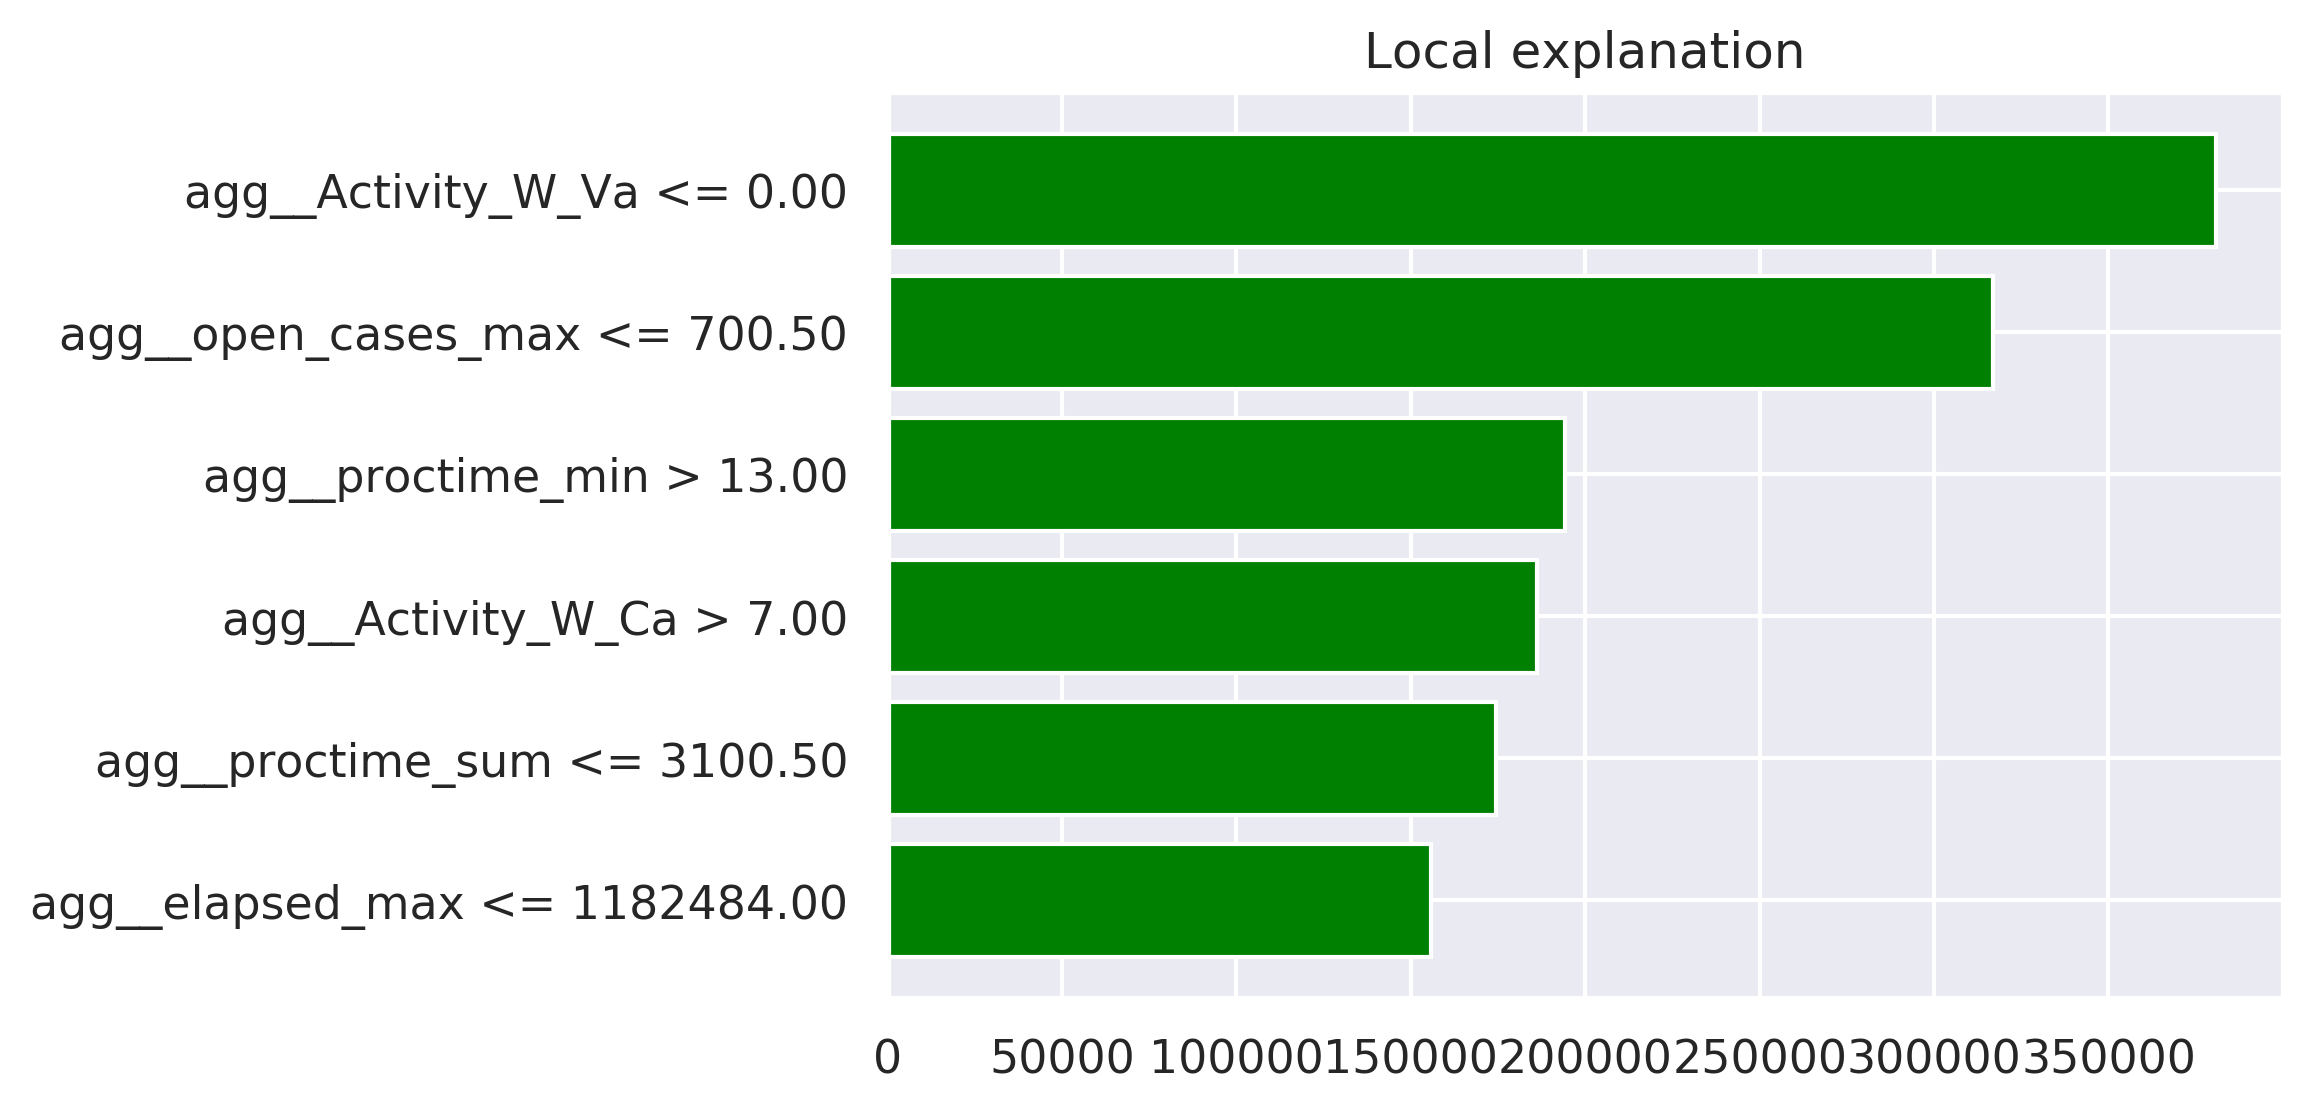 Local explanation
agg__Activity_W_Va <= 0.00
agg__open_cases_max <= 700.50
agg__proctime_min > 13.00
agg__Activity_W_Ca > 7.00
agg__proctime_sum <= 3100.50
agg__elapsed_max <= 1182484.00
0 50000 100000 150000 200000 250000 300000 350000